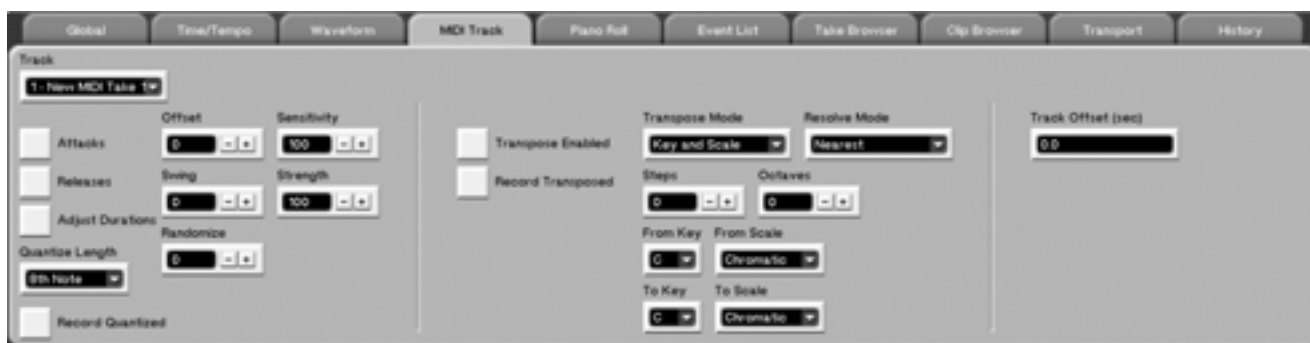 Global Time/Tempo Waveform MIDI Track Piano Roll Event List Take Browser Clip Browser Transport History
Track
1 - New MIDI Take 1
Offset Sensitivity Transpose Mode Resolve Mode Track Offset (sec)
Attacks 0 - + 100 - + Transpose Enabled Key and Scale Nearest 0.0
Releases Swing Strength Record Transposed Steps Octaves
0 - + 100 - + 0 - + 0 - +
Adjust Durations
Randomize From Key From Scale
Quantize Length 0 - + C Chromatic
8th Note
To Key To Scale
Record Quantized C Chromatic